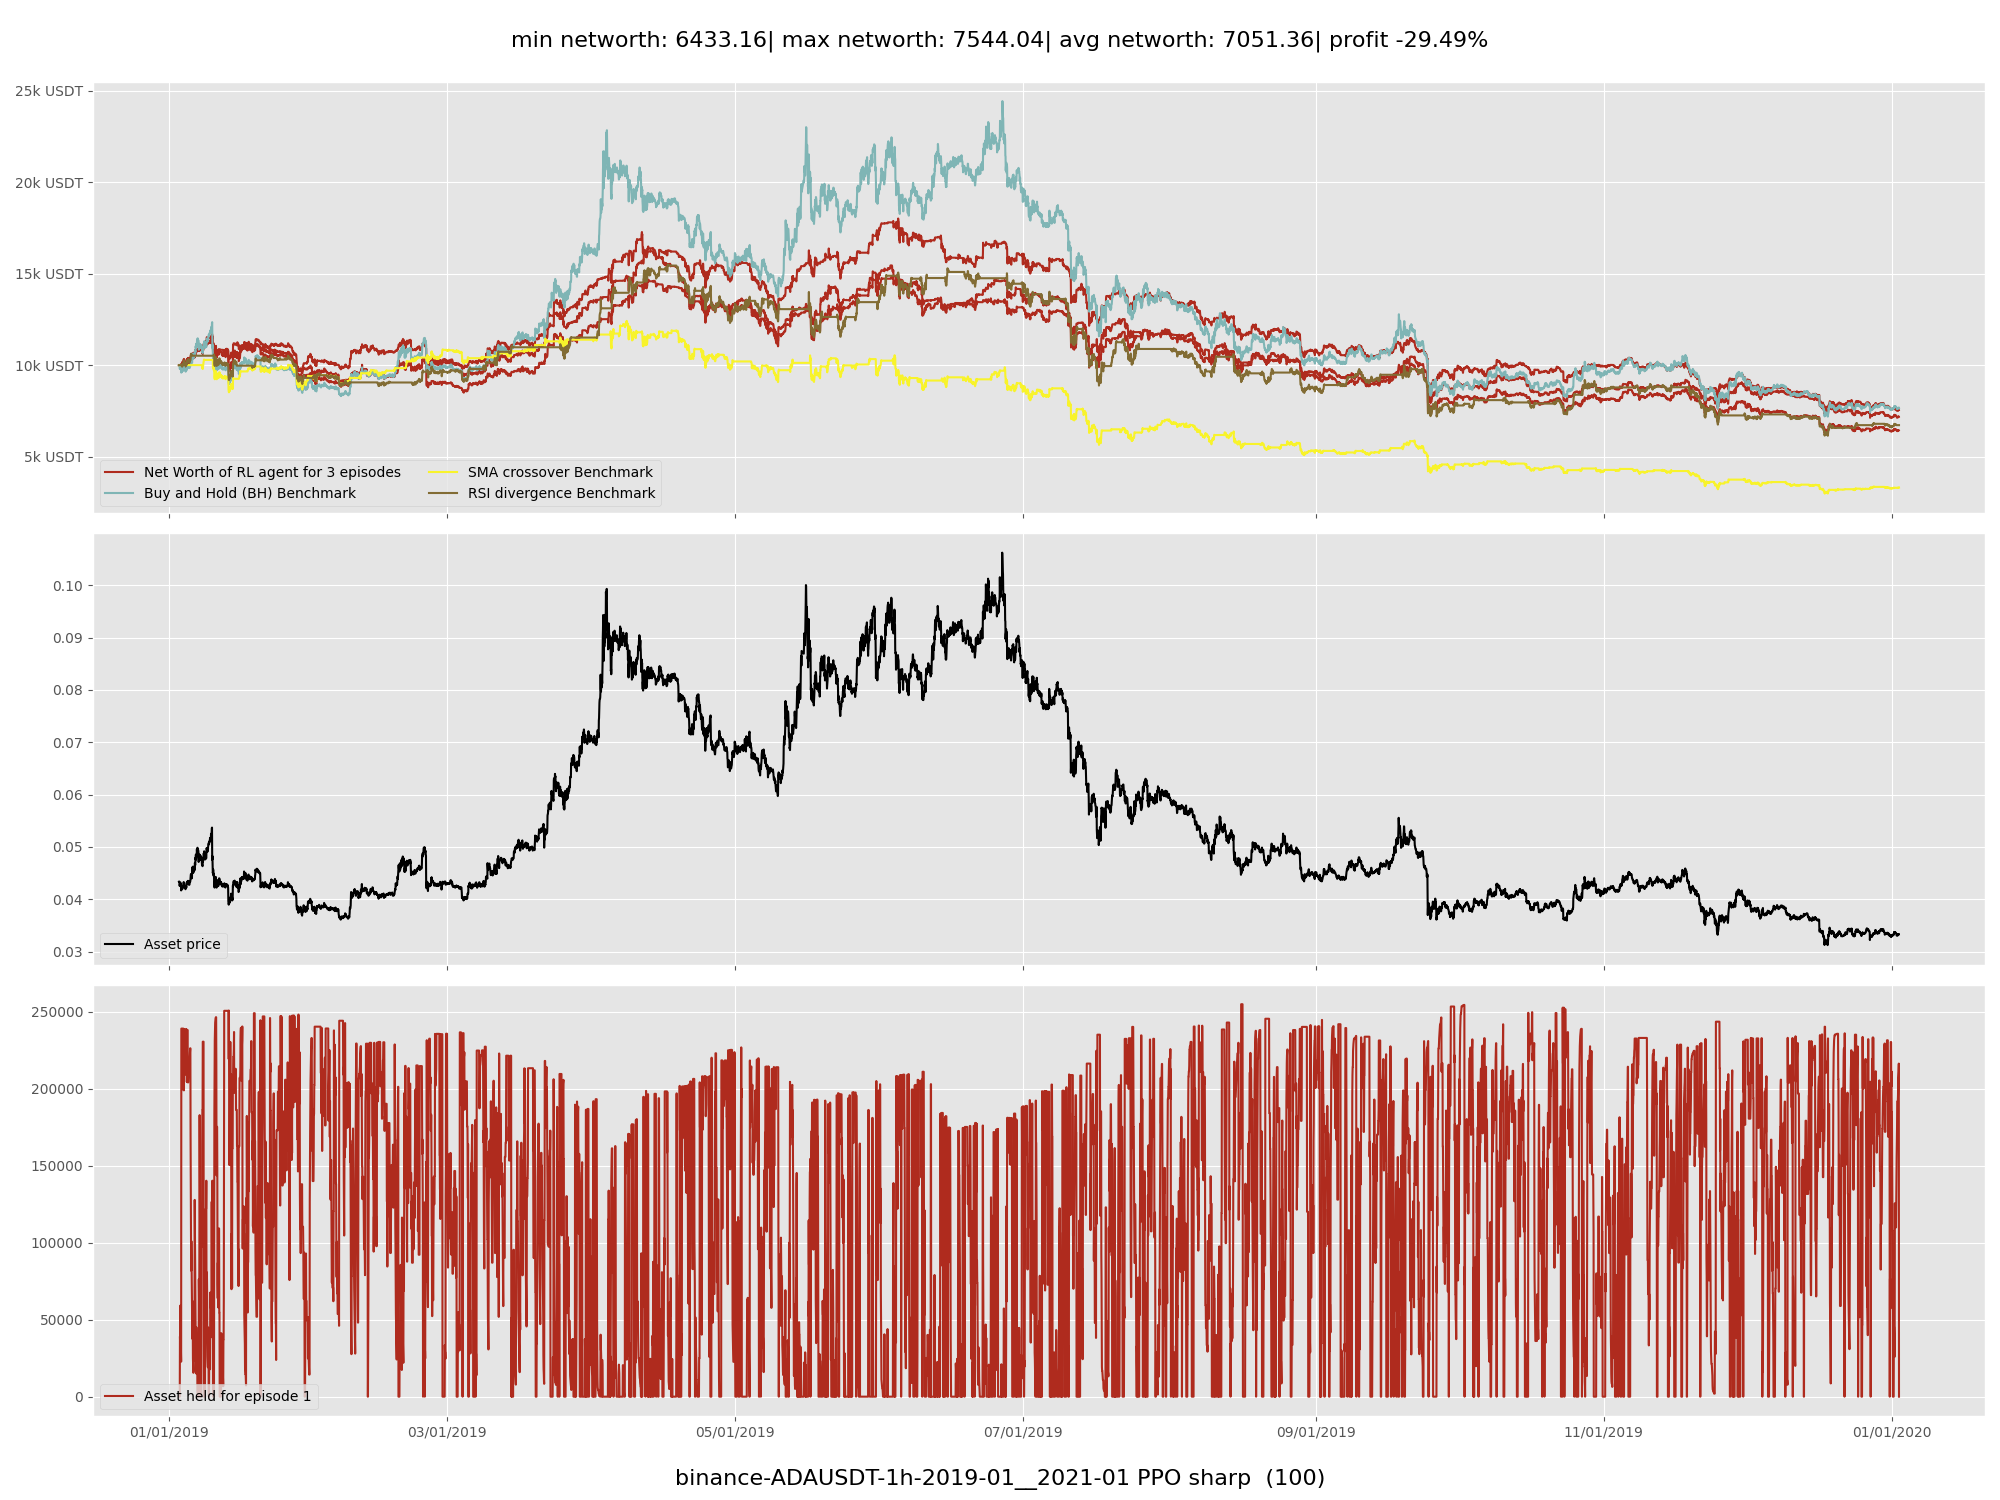 min networth: 6433.16| max networth: 7544.04| avg networth: 7051.36| profit -29.49%
25k USDT
20k USDT
15k USDT
10k USDT
5k USDT
Net Worth of RL agent for 3 episodes
Buy and Hold (BH) Benchmark
SMA crossover Benchmark
RSI divergence Benchmark
0.10
0.09
0.08
0.07
0.06
0.05
0.04
0.03
Asset price
250000
200000
150000
100000
50000
0
Asset held for episode 1
01/01/2019 03/01/2019 05/01/2019 07/01/2019 09/01/2019 11/01/2019 01/01/2020
binance-ADAUSDT-1h-2019-01__2021-01 PPO sharp (100)